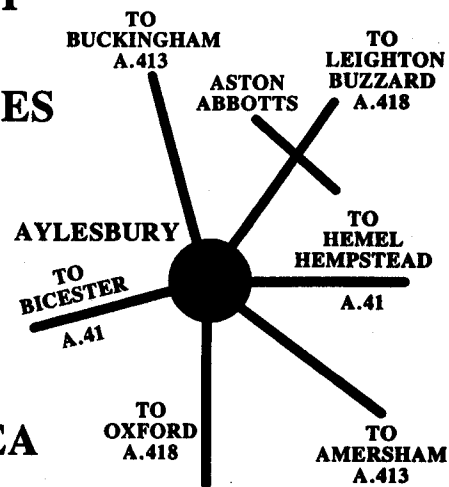 TO
BUCKINGHAM
A.413
TO
LEIGHTON
BUZZARD
A.418
ASTON
ABBOTTS
ES
AYLESBURY
TO
HEMEL
HEMPSTEAD
A.41
TO
BICESTER
A.41
TO
OXFORD
A.418
TO
AMERSHAM
A.413